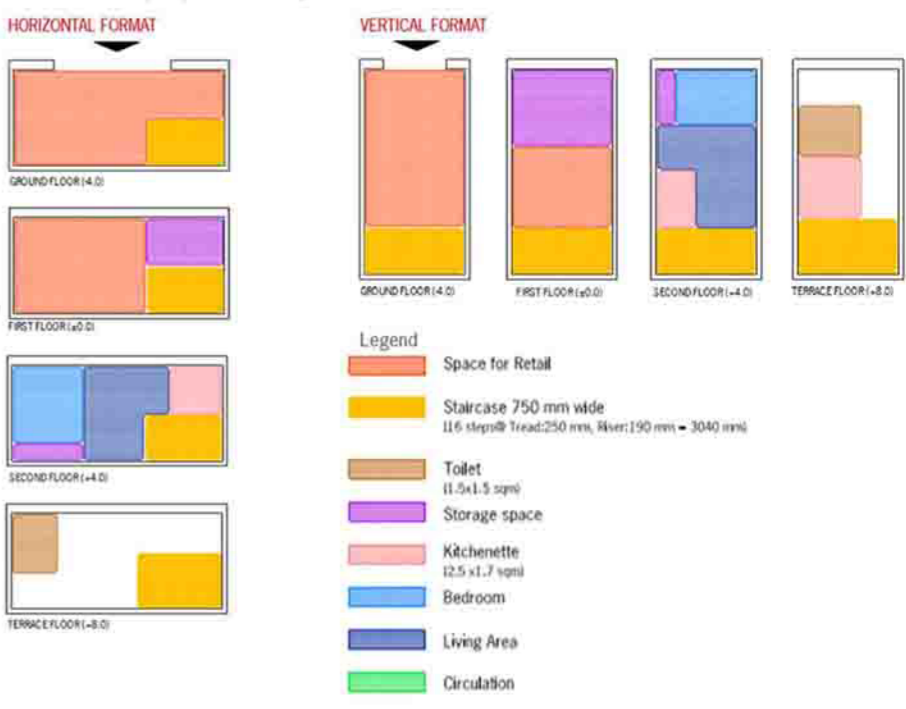 HORIZONTAL FORMAT
GROUND FLOOR (-4.0)
FIRST FLOOR (±0.0)
SECOND FLOOR (+4.0)
TERRACE FLOOR (+8.0)
VERTICAL FORMAT
GROUND FLOOR (-4.0)
FIRST FLOOR (±0.0)
SECOND FLOOR (+4.0)
TERRACE FLOOR (+8.0)
Legend
Space for Retail
Staircase 750 mm wide
(16 steps@ Tread:250 mm, Riser:190 mm = 3040 mm)
Toilet
(1.5x1.5 sqm)
Storage space
Kitchenette
(2.5 x1.7 sqm)
Bedroom
Living Area
Circulation